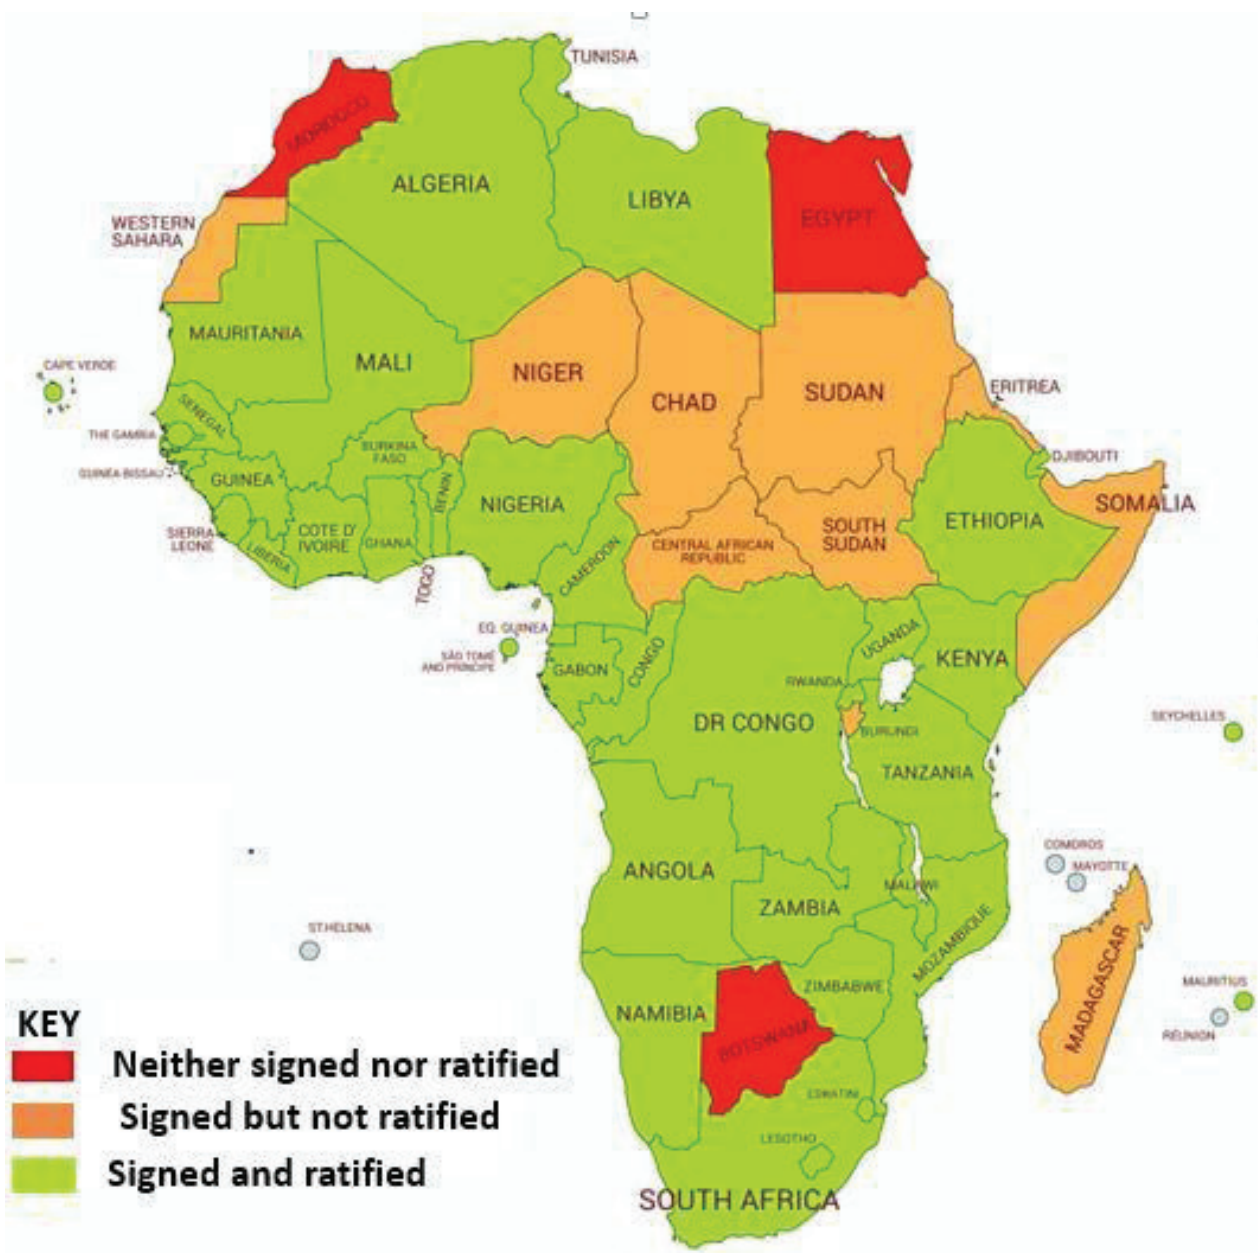 TUNISIA
MOROCCO
ALGERIA
LIBYA
EGYPT
WESTERN
SAHARA
MAURITANIA
MALI
NIGER
CHAD
SUDAN
ERITREA
CAPE VERDE
SENEGAL
THE GAMBIA
BURKINA
FASO
DJIBOUTI
GUINEA-BISSAU
GUINEA
BENIN
NIGERIA
SOMALIA
ETHIOPIA
SIERRA
LEONE
COTE D'
IVOIRE
GHANA
SOUTH
SUDAN
LIBERIA
CENTRAL AFRICAN
REPUBLIC
CAMEROON
TOGO
EQ. GUINEA
SÃO TOMÉ
AND PRÍNCIPE
GABON
CONGO
UGANDA
KENYA
RWANDA
DR CONGO
BURUNDI
SEYCHELLES
TANZANIA
COMOROS
MAYOTTE
ANGOLA
MALAWI
ZAMBIA
ST.HELENA
MOZAMBIQUE
MADAGASCAR
ZIMBABWE
MAURITIUS
NAMIBIA
BOTSWANA
RÉUNION
ESWATINI
LESOTHO
SOUTH AFRICA
KEY
Neither signed nor ratified
Signed but not ratified
Signed and ratified